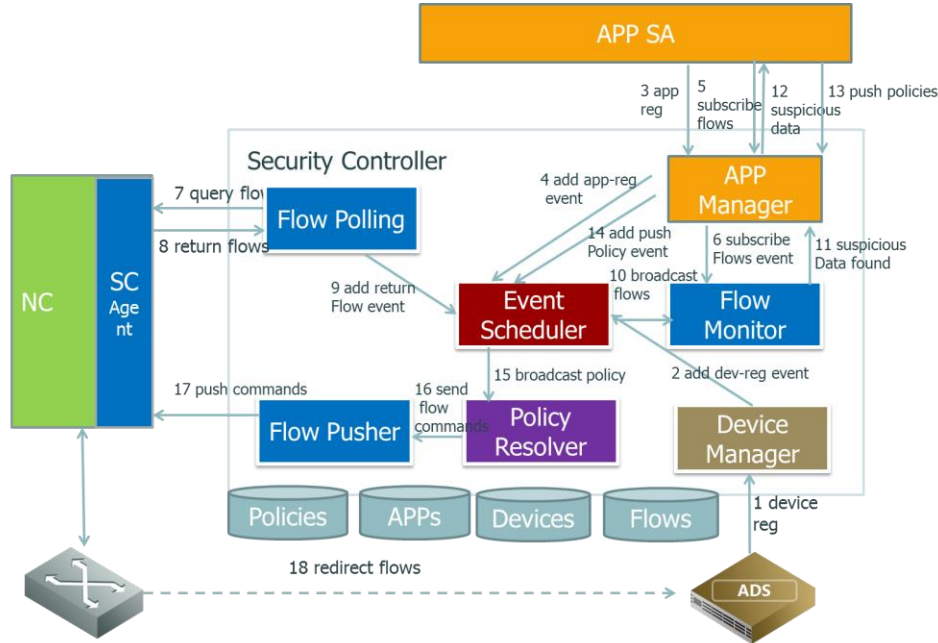 APP SA
3 app
reg
5
subscribe
flows
12
suspicious
data
13 push policies
Security Controller
APP
Manager
4 add app-reg
event
7 query flow
Flow Polling
8 return flows
14 add push
Policy event
6 subscribe
Flows event
11 suspicious
Data found
NC
SC
Age
nt
9 add return
Flow event
10 broadcast
flows
Event
Scheduler
Flow
Monitor
15 broadcast policy
2 add dev-reg event
17 push commands
16 send
flow
commands
Flow Pusher
Policy
Resolver
Device
Manager
Policies
APPs
Devices
Flows
1 device
reg
18 redirect flows
ADS